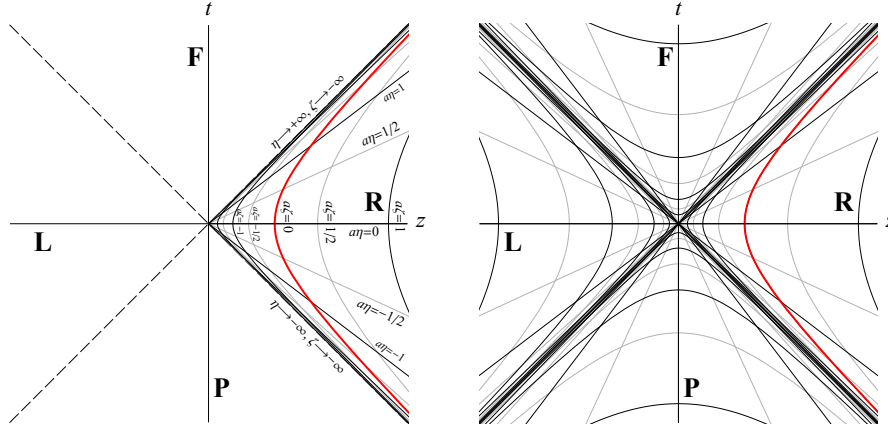 t
F
η→+∞, ζ→−∞
aη=1
aη=1/2
R
z
L
aζ=−1
aζ=−1/2
aζ=0
aζ=1/2
aζ=1
aη=0
aη=−1/2
aη=−1
η→−∞, ζ→−∞
P
t
F
R
z
L
P